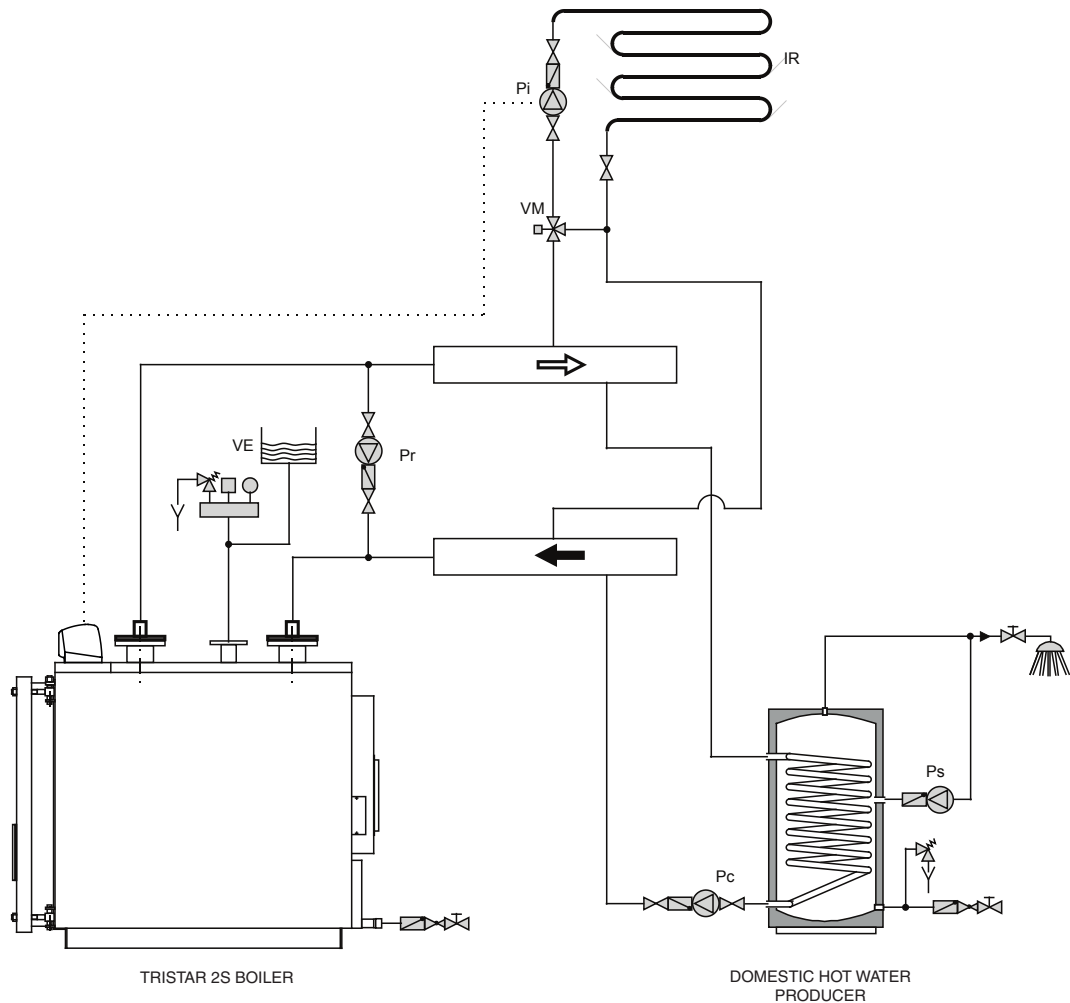 IR
Pi
VM
VE
Pr
Ps
Pc
TRISTAR 2S BOILER
DOMESTIC HOT WATER
PRODUCER